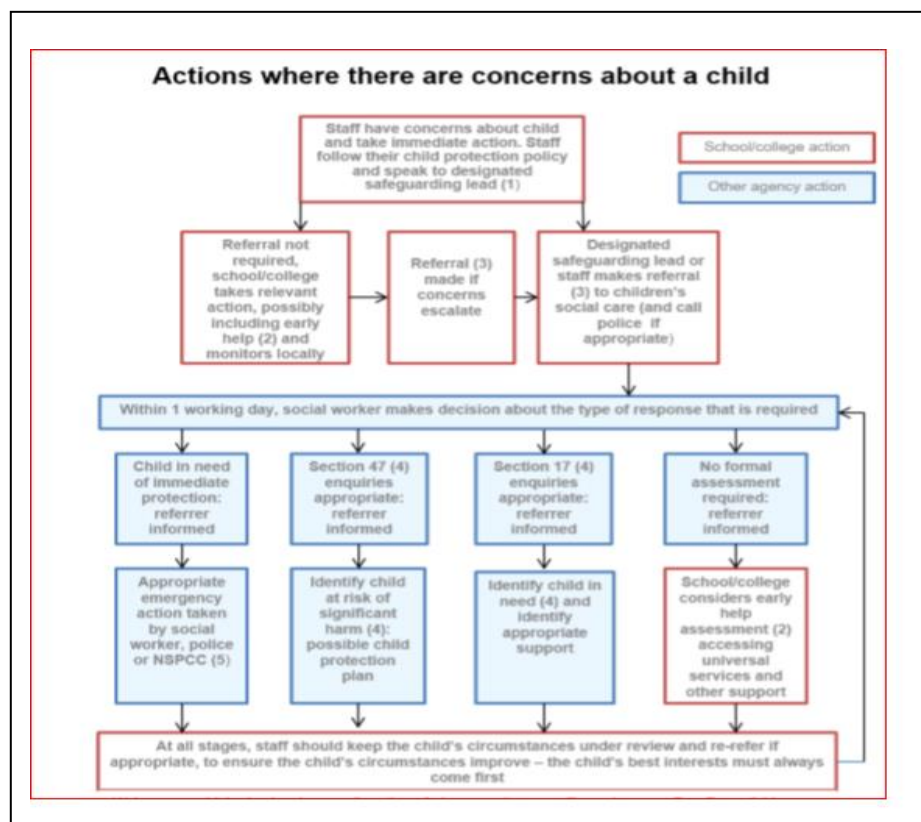 Actions where there are concerns about a child
Staff have concerns about child
and take immediate action. Staff
follow their child protection policy
and speak to designated
safeguarding lead (1)
School/college action
Other agency action
Referral not
required,
school/college
takes relevant
action, possibly
including early
help (2) and
monitors locally
Referral (3)
made if
concerns
escalate
Designated
safeguarding lead or
staff makes referral
(3) to children's
social care (and call
police if
appropriate)
Within 1 working day, social worker makes decision about the type of response that is required
Child in need
of immediate
protection:
referrer
informed
Section 47 (4)
enquiries
appropriate:
referrer
informed
Section 17 (4)
enquiries
appropriate:
referrer
informed
No formal
assessment
required:
referrer
informed
Appropriate
emergency
action taken
by social
worker, police
or NSPCC (5)
Identify child
at risk of
significant
harm (4):
possible child
protection
plan
Identify child in
need (4) and
identify
appropriate
support
School/college
considers early
help
assessment (2)
accessing
universal
services and
other support
At all stages, staff should keep the child's circumstances under review and re-refer if
appropriate, to ensure the child's circumstances improve – the child's best interests must always
come first